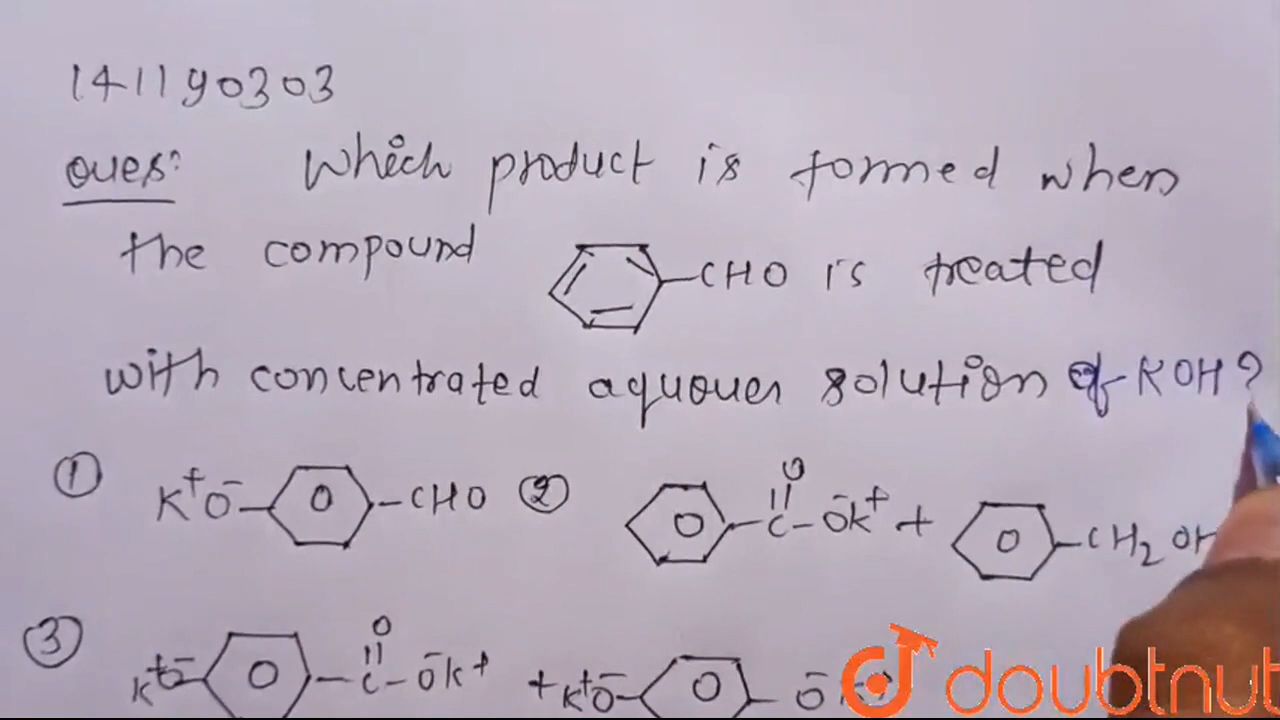 141190303
Ques: Which product is formed when
the compound -CHO is treated
with concentrated aquoues solution of KOH?
① K⁺O⁻- O -CHO ② O -C(=O)-O⁻K⁺ + O -CH₂OH
③ K⁺O⁻- O -C(=O)-O⁻K⁺ + K⁺O⁻- O - O⁻
doubtnut